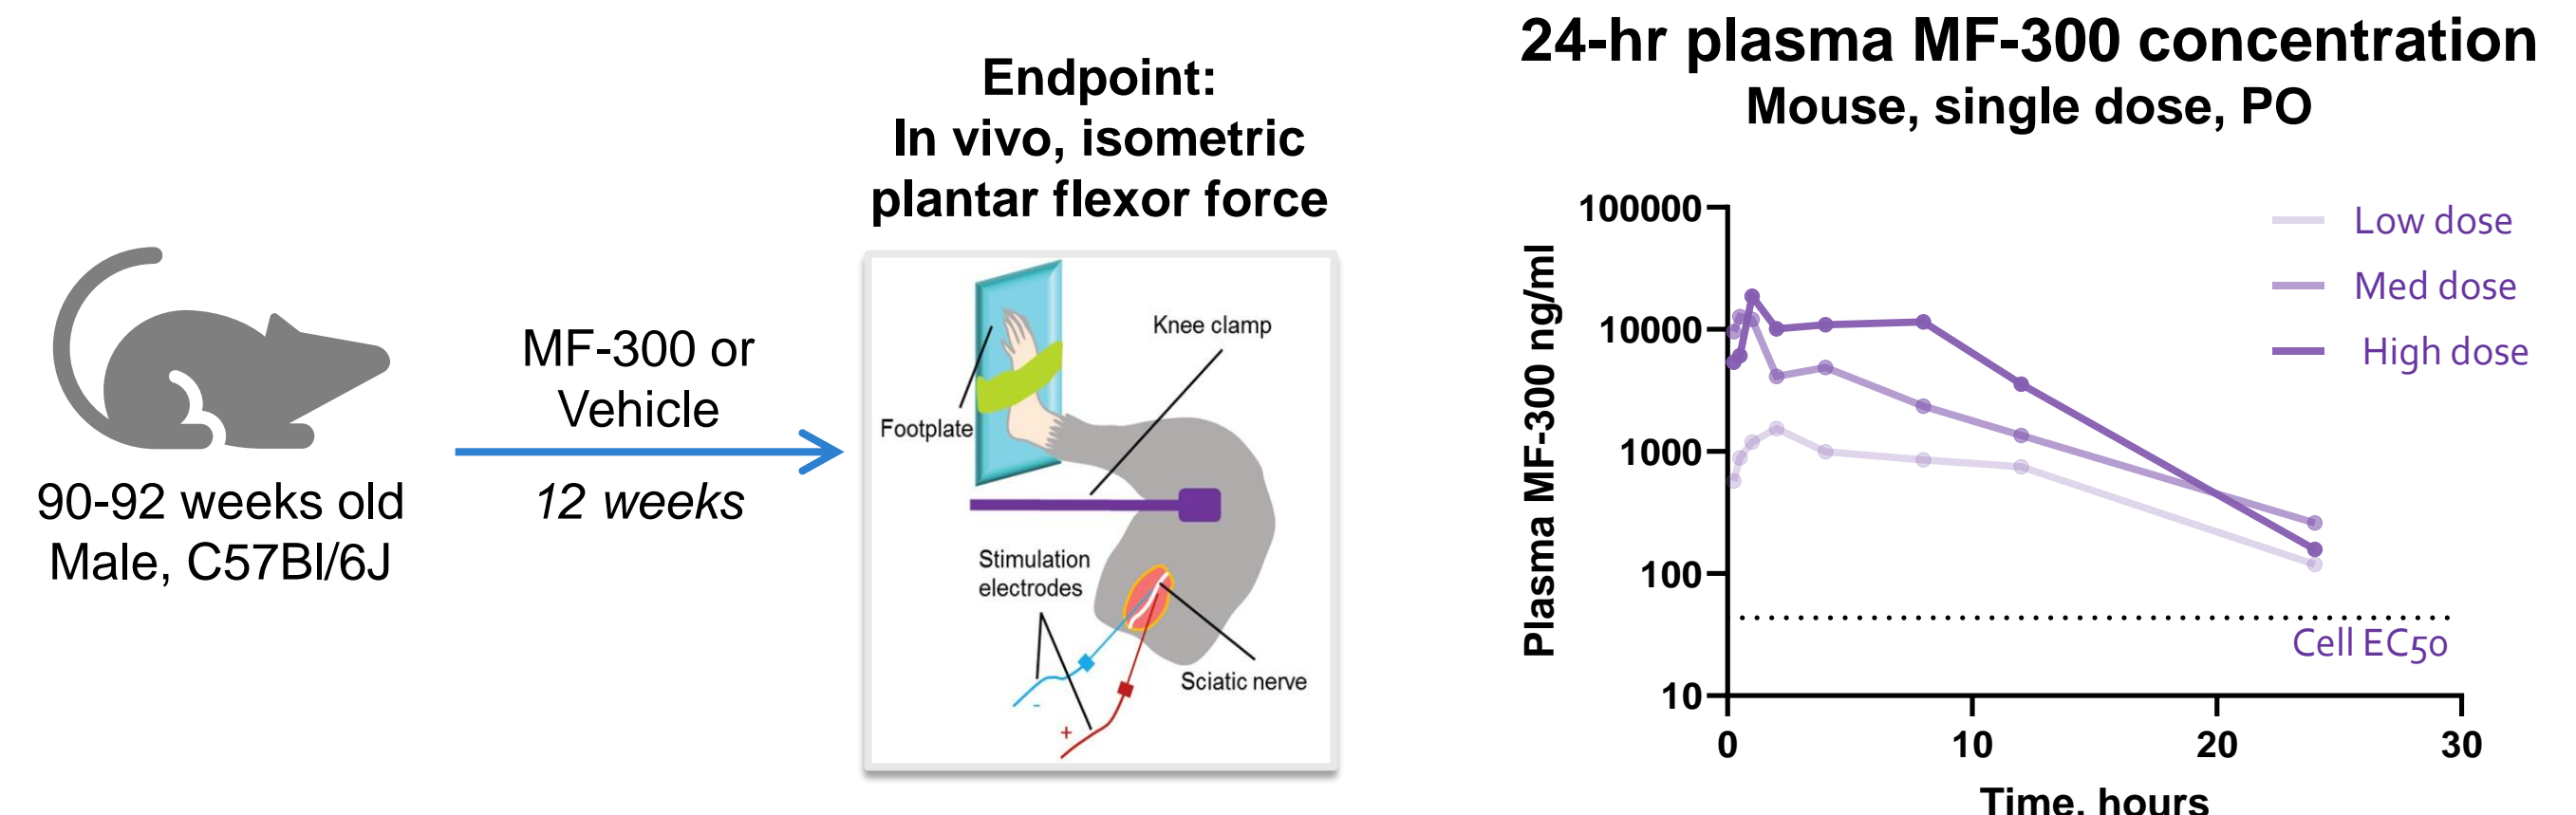 90-92 weeks old
Male, C57Bl/6J
MF-300 or
Vehicle
12 weeks
Endpoint:
In vivo, isometric
plantar flexor force
Knee clamp
Footplate
Stimulation
electrodes
Sciatic nerve
-
+
24-hr plasma MF-300 concentration
Mouse, single dose, PO
Plasma MF-300 ng/ml
100000
10000
1000
100
10
Low dose
Med dose
High dose
Cell EC50
0
10
20
30
Time, hours